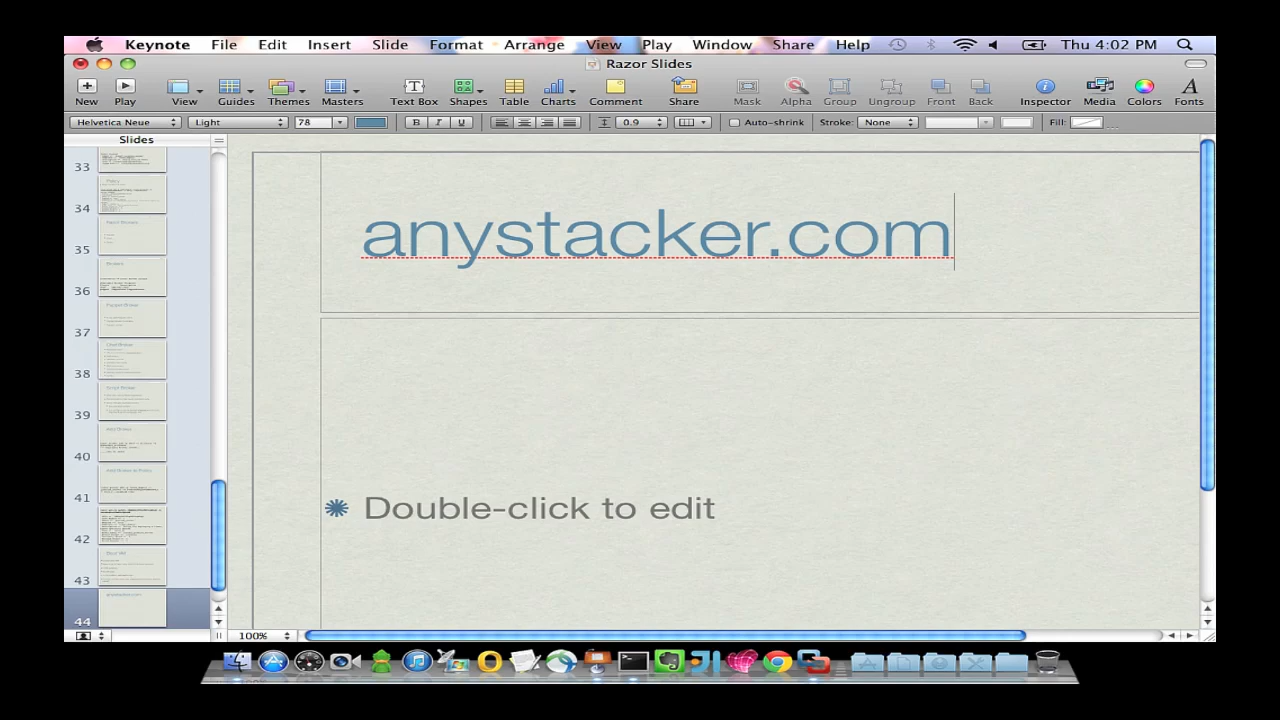 Keynote File Edit Insert Slide Format Arrange View Play Window Share Help Thu 4:02 PM
Razor Slides
New Play View Guides Themes Masters Text Box Shapes Table Charts Comment Share Mask Alpha Group Ungroup Front Back Inspector Media Colors Fonts
Helvetica Neue Light 78 B I U 0.9 Auto-shrink Stroke: None Fill:
Slides
33
34
35
36
37
38
39
40
41
42
43
44
anystacker.com
Double-click to edit
100%